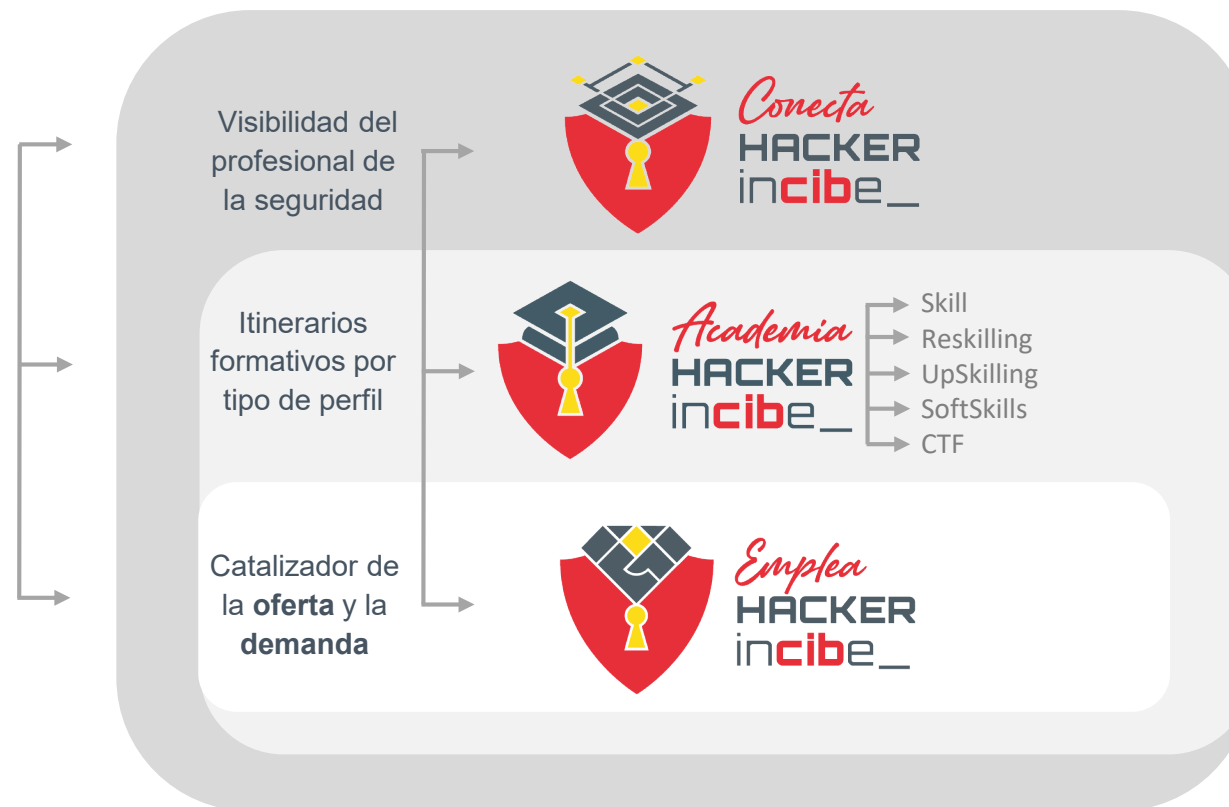 Visibilidad del
profesional de
la seguridad
Conecta
HACKER
incibe_
Itinerarios
formativos por
tipo de perfil
Academia
HACKER
incibe_
Skill
Reskilling
UpSkilling
SoftSkills
CTF
Catalizador de
la oferta y la
demanda
Emplea
HACKER
incibe_